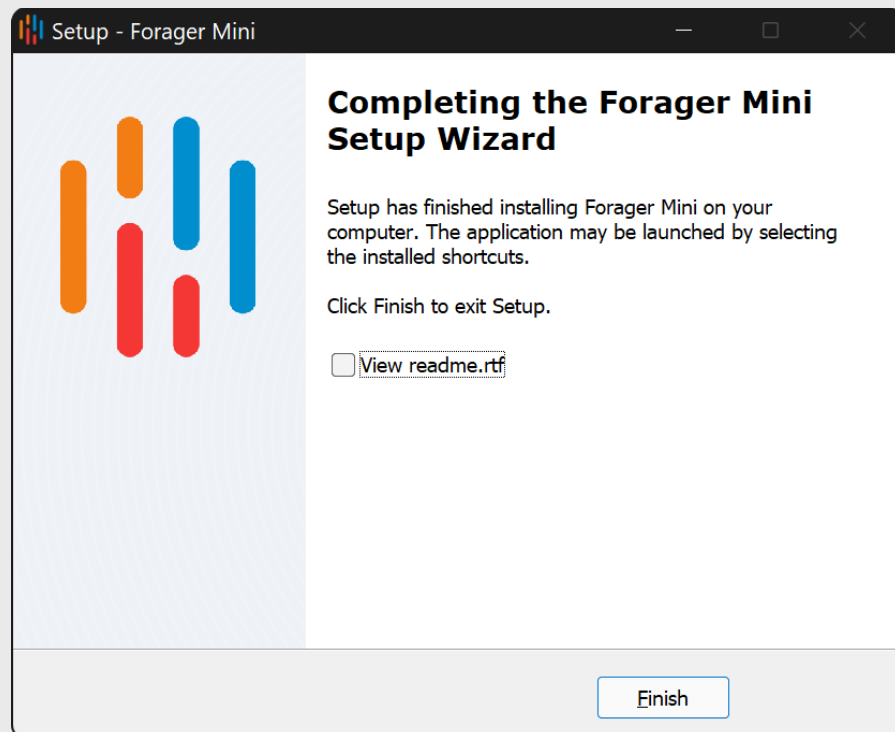 Setup - Forager Mini
Completing the Forager Mini
Setup Wizard
Setup has finished installing Forager Mini on your
computer. The application may be launched by selecting
the installed shortcuts.
Click Finish to exit Setup.
View readme.rtf
Finish